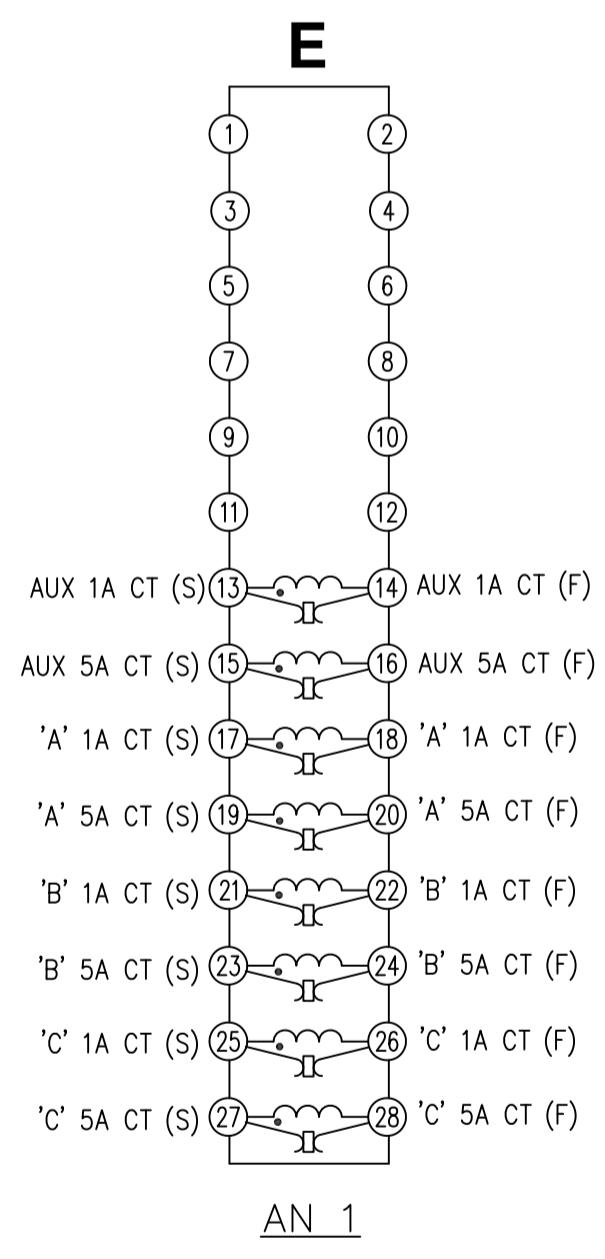 E
1 2
3 4
5 6
7 8
9 10
11 12
AUX 1A CT (S) 13 14 AUX 1A CT (F)
AUX 5A CT (S) 15 16 AUX 5A CT (F)
'A' 1A CT (S) 17 18 'A' 1A CT (F)
'A' 5A CT (S) 19 20 'A' 5A CT (F)
'B' 1A CT (S) 21 22 'B' 1A CT (F)
'B' 5A CT (S) 23 24 'B' 5A CT (F)
'C' 1A CT (S) 25 26 'C' 1A CT (F)
'C' 5A CT (S) 27 28 'C' 5A CT (F)
AN 1